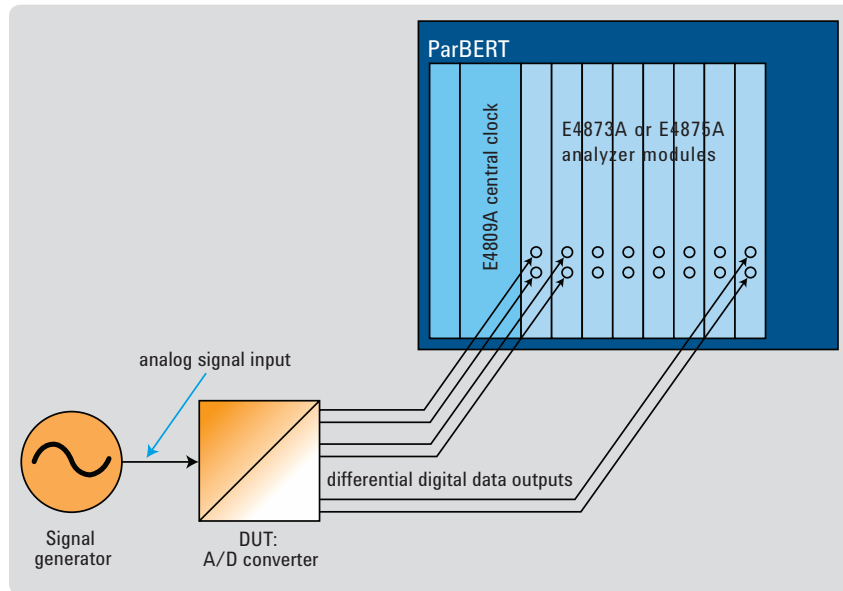 ParBERT
E4809A central clock
E4873A or E4875A
analyzer modules
analog signal input
differential digital data outputs
Signal
generator
DUT:
A/D converter